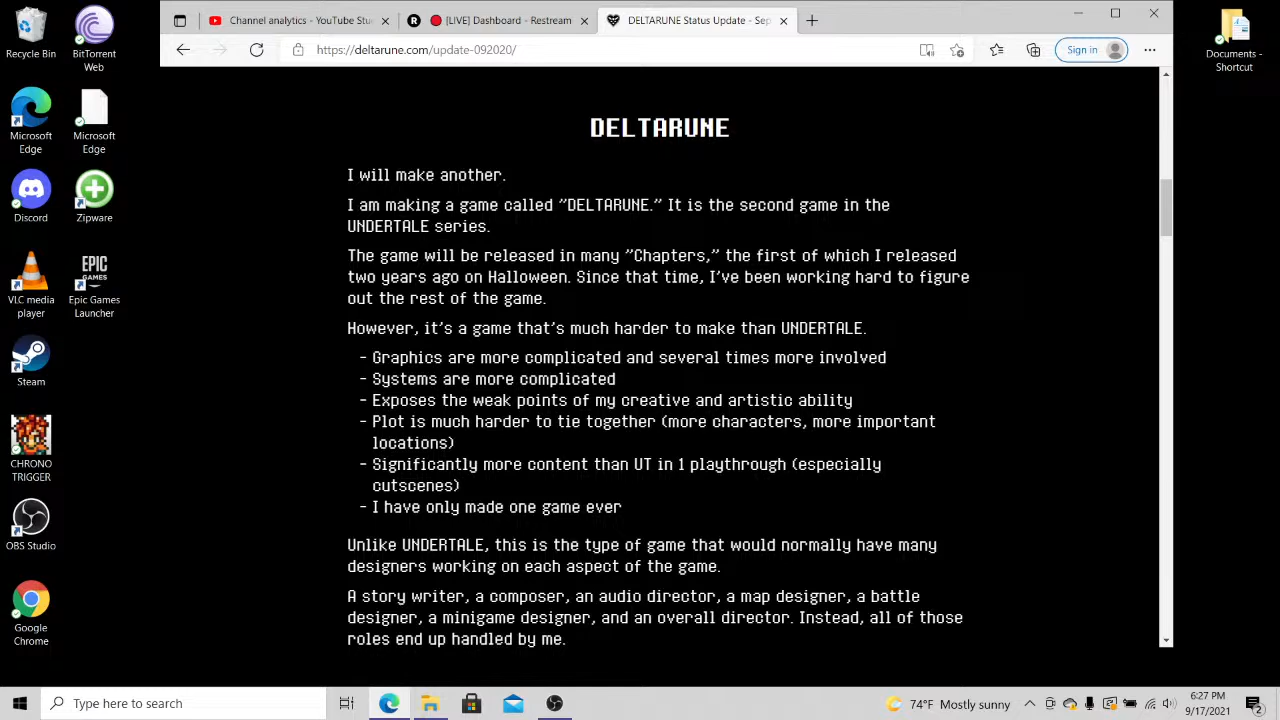 Recycle Bin
BitTorrent Web
Microsoft Edge
Microsoft Edge
Discord
Zipware
VLC media player
EPIC GAMES
Epic Games Launcher
Steam
CHRONO TRIGGER
OBS Studio
Google Chrome
Documents - Shortcut
Channel analytics - YouTube St
[LIVE] Dashboard - Restream
DELTARUNE Status Update - Sep
https://deltarune.com/update-092020/
Sign in
DELTARUNE
I will make another.
I am making a game called "DELTARUNE." It is the second game in the
UNDERTALE series.
The game will be released in many "Chapters," the first of which I released
two years ago on Halloween. Since that time, I've been working hard to figure
out the rest of the game.
However, it's a game that's much harder to make than UNDERTALE.
- Graphics are more complicated and several times more involved
- Systems are more complicated
- Exposes the weak points of my creative and artistic ability
- Plot is much harder to tie together (more characters, more important
locations)
- Significantly more content than UT in 1 playthrough (especially
cutscenes)
- I have only made one game ever
Unlike UNDERTALE, this is the type of game that would normally have many
designers working on each aspect of the game.
A story writer, a composer, an audio director, a map designer, a battle
designer, a minigame designer, and an overall director. Instead, all of those
roles end up handled by me.
Type here to search
74°F Mostly sunny
6:27 PM
9/17/2021
2